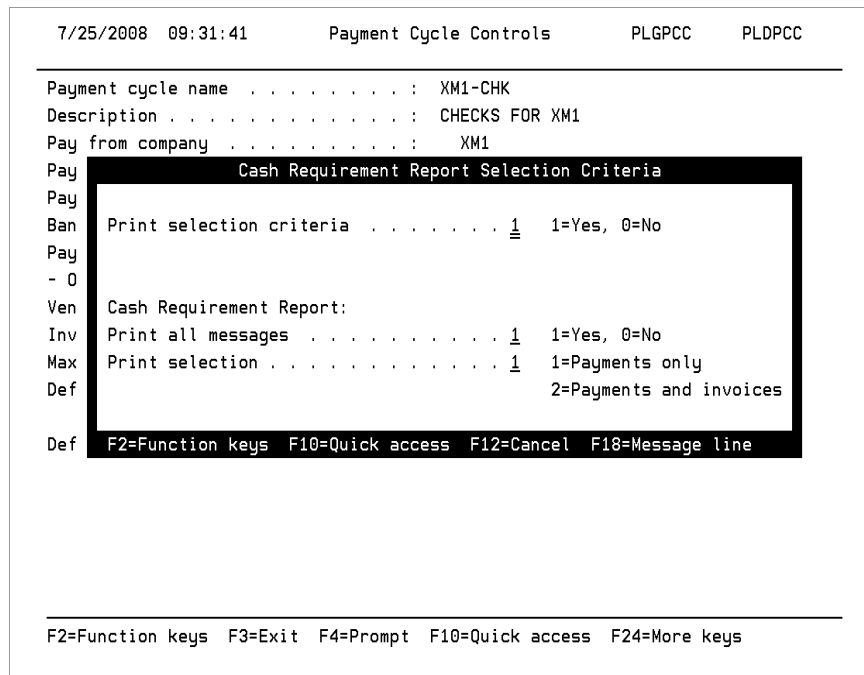 7/25/2008 09:31:41 Payment Cycle Controls PLGPCC PLDPCC
Payment cycle name . . . . . . . . : XM1-CHK
Description . . . . . . . . . . . . : CHECKS FOR XM1
Pay from company . . . . . . . . . : XM1
Pay Cash Requirement Report Selection Criteria
Pay
Ban Print selection criteria . . . . . . . 1 1=Yes, 0=No
Pay
- O
Ven Cash Requirement Report:
Inv Print all messages . . . . . . . . . . 1 1=Yes, 0=No
Max Print selection . . . . . . . . . . . . 1 1=Payments only
Def 2=Payments and invoices
Def F2=Function keys F10=Quick access F12=Cancel F18=Message line
F2=Function keys F3=Exit F4=Prompt F10=Quick access F24=More keys